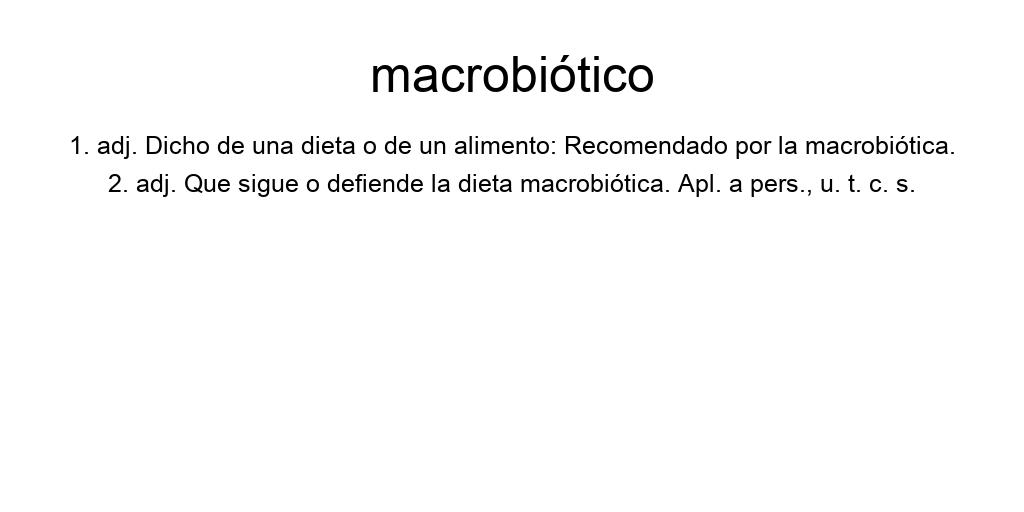 macrobiótico
1. adj. Dicho de una dieta o de un alimento: Recomendado por la macrobiótica.
2. adj. Que sigue o defiende la dieta macrobiótica. Apl. a pers., u. t. c. s.